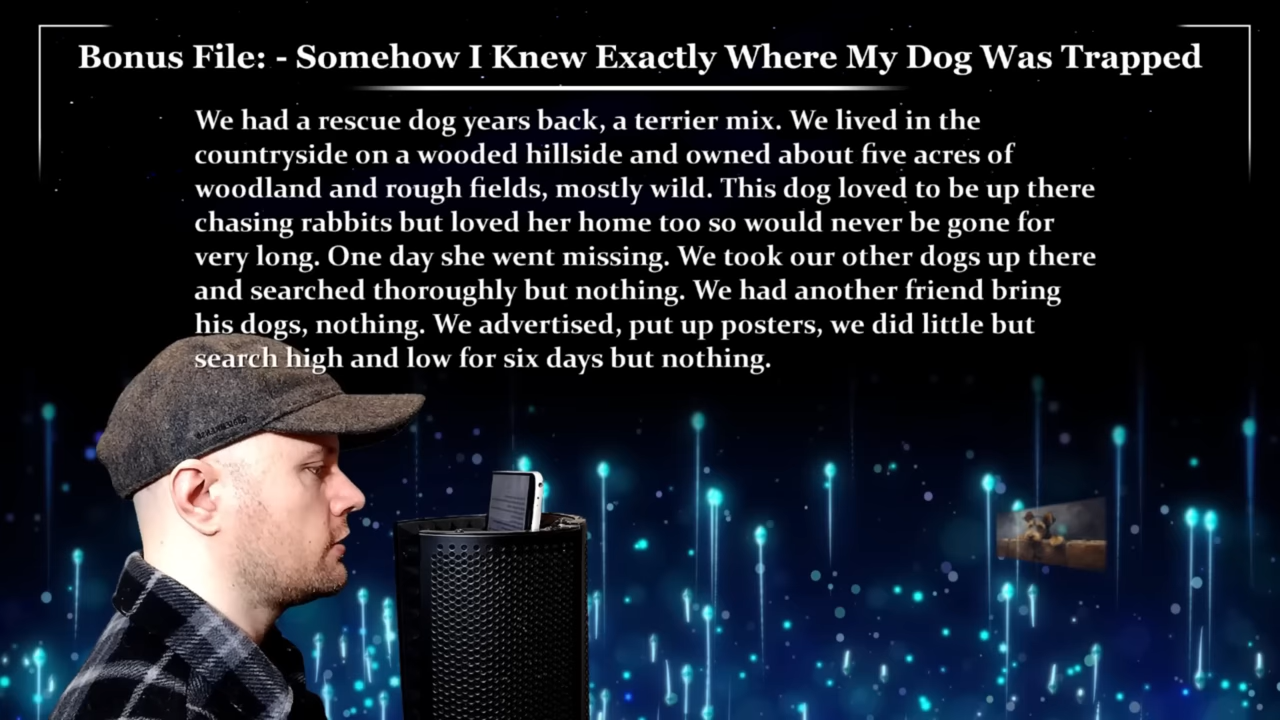 Bonus File: - Somehow I Knew Exactly Where My Dog Was Trapped
We had a rescue dog years back, a terrier mix. We lived in the
countryside on a wooded hillside and owned about five acres of
woodland and rough fields, mostly wild. This dog loved to be up there
chasing rabbits but loved her home too so would never be gone for
very long. One day she went missing. We took our other dogs up there
and searched thoroughly but nothing. We had another friend bring
his dogs, nothing. We advertised, put up posters, we did little but
search high and low for six days but nothing.